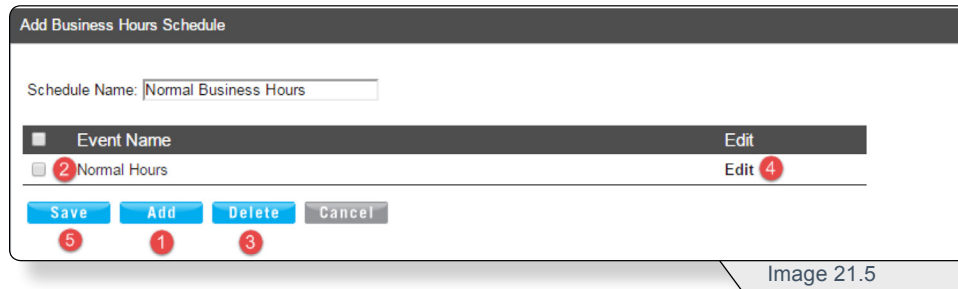 Add Business Hours Schedule
Schedule Name: Normal Business Hours
Event Name Edit
2 Normal Hours Edit 4
Save Add Delete Cancel
5 1 3
Image 21.5